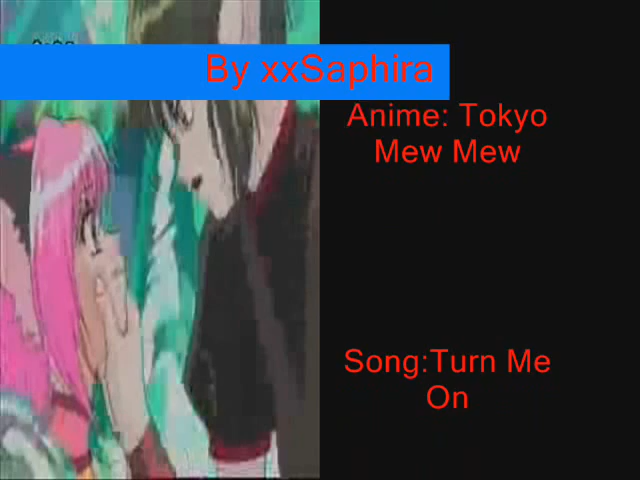 By xxSaphira
Anime: Tokyo
Mew Mew
Song:Turn Me
On